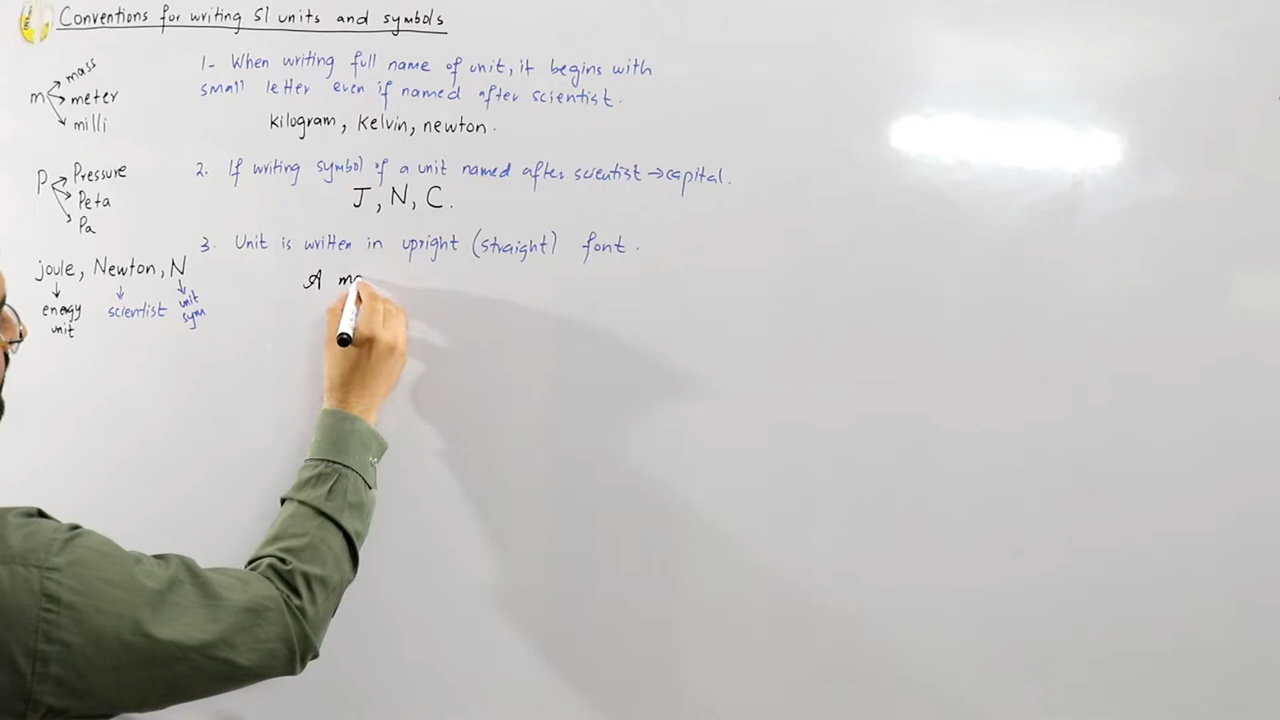 Conventions for writing SI units and symbols
m
mass
meter
milli
1- When writing full name of unit, it begins with
small letter even if named after scientist.
kilogram, kelvin, newton.
P
Pressure
Peta
Pa
2. If writing symbol of a unit named after scientist → capital.
J, N, C.
3. Unit is written in upright (straight) font.
joule, Newton, N
energy
unit
scientist
unit
sym
A